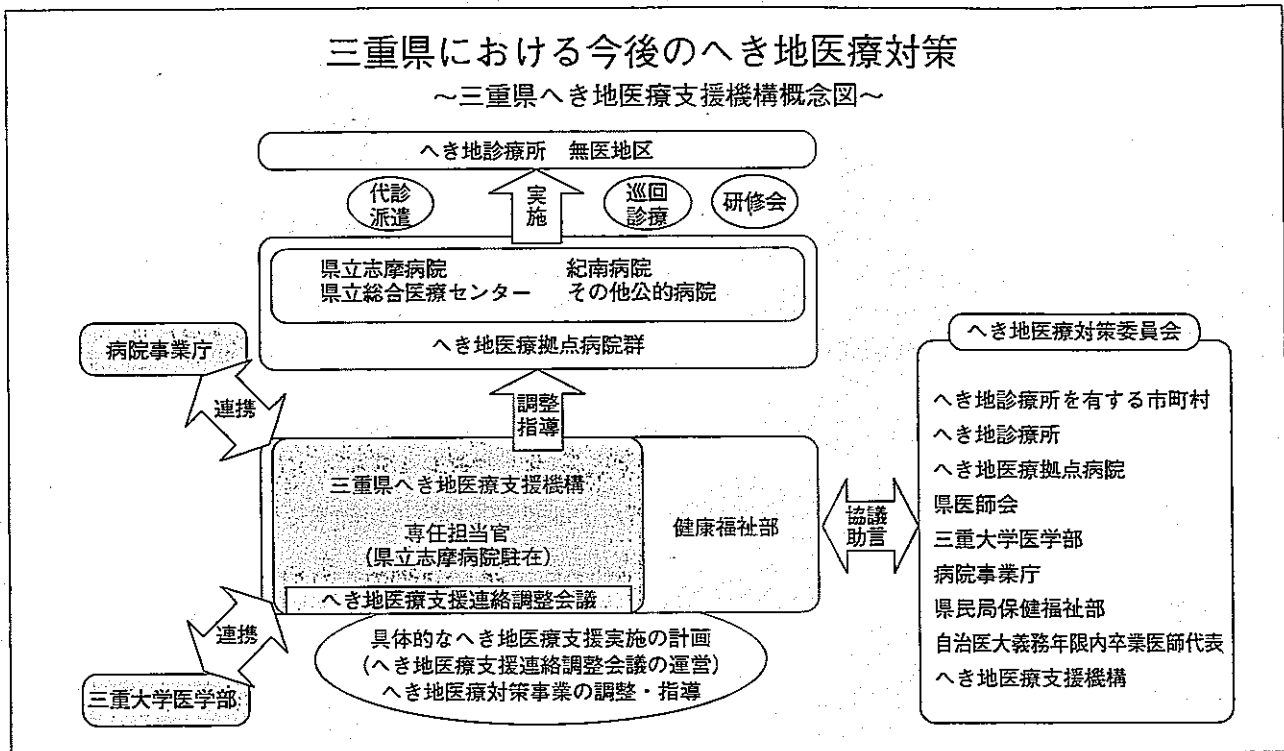 三重県における今後のへき地医療対策
～三重県へき地医療支援機構概念図～
へき地診療所 無医地区
代診
派遣
実施
巡回
診療
研修会
県立志摩病院 紀南病院
県立総合医療センター その他公的病院
へき地医療拠点病院群
病院事業庁
連携
調整
指導
三重県へき地医療支援機構
専任担当官
(県立志摩病院駐在)
へき地医療支援連絡調整会議
健康福祉部
連携
三重大学医学部
具体的なへき地医療支援実施の計画
(へき地医療支援連絡調整会議の運営)
へき地医療対策事業の調整・指導
協議
助言
へき地医療対策委員会
へき地診療所を有する市町村
へき地診療所
へき地医療拠点病院
県医師会
三重大学医学部
病院事業庁
県民局保健福祉部
自治医大義務年限内卒業医師代表
へき地医療支援機構